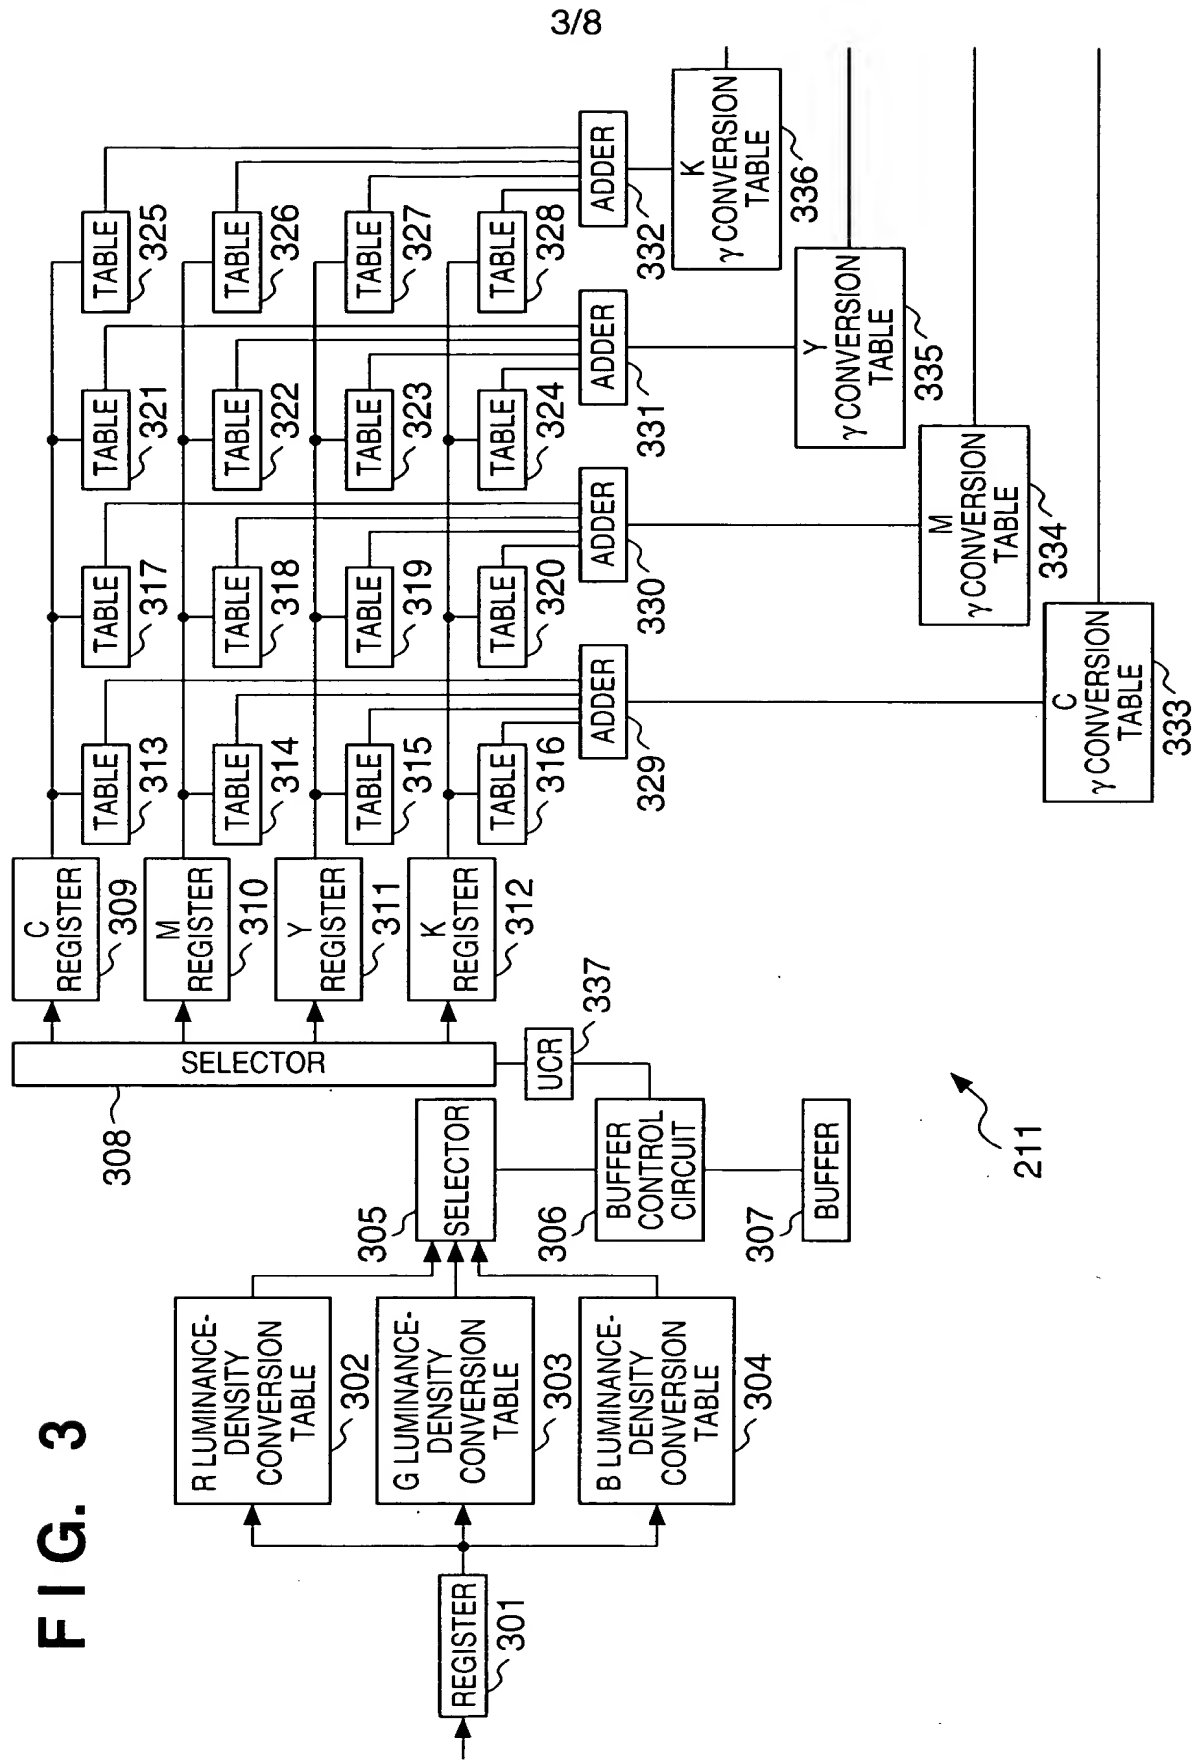 3/8
FIG. 3
REGISTER
301
R LUMINANCE-
DENSITY
CONVERSION
TABLE
302
G LUMINANCE-
DENSITY
CONVERSION
TABLE
303
B LUMINANCE-
DENSITY
CONVERSION
TABLE
304
305
SELECTOR
306
BUFFER
CONTROL
CIRCUIT
307
BUFFER
308
SELECTOR
UCR
337
C
REGISTER
309
M
REGISTER
310
Y
REGISTER
311
K
REGISTER
312
TABLE
313
TABLE
314
TABLE
315
TABLE
316
TABLE
317
TABLE
318
TABLE
319
TABLE
320
TABLE
321
TABLE
322
TABLE
323
TABLE
324
TABLE
325
TABLE
326
TABLE
327
TABLE
328
ADDER
329
ADDER
330
ADDER
331
ADDER
332
C
γ CONVERSION
TABLE
333
M
γ CONVERSION
TABLE
334
Y
γ CONVERSION
TABLE
335
K
γ CONVERSION
TABLE
336
211